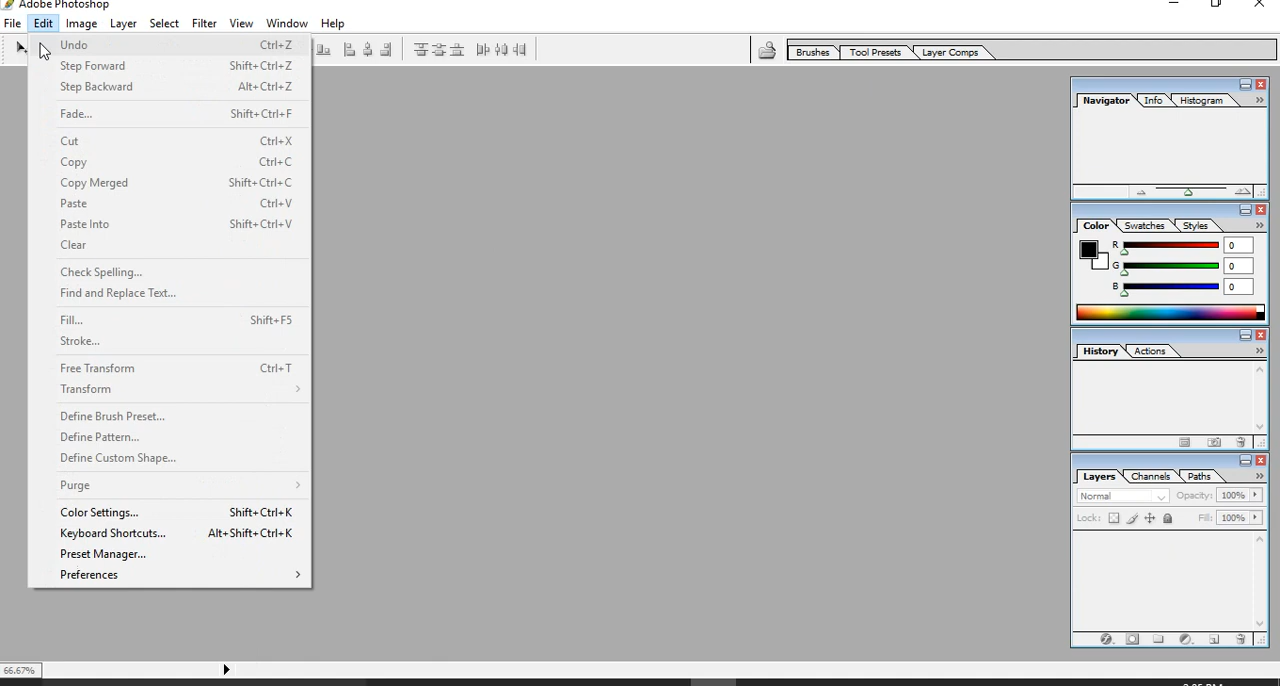 Adobe Photoshop
File Edit Image Layer Select Filter View Window Help
Undo Ctrl+Z
Step Forward Shift+Ctrl+Z
Step Backward Alt+Ctrl+Z
Fade... Shift+Ctrl+F
Cut Ctrl+X
Copy Ctrl+C
Copy Merged Shift+Ctrl+C
Paste Ctrl+V
Paste Into Shift+Ctrl+V
Clear
Check Spelling...
Find and Replace Text...
Fill... Shift+F5
Stroke...
Free Transform Ctrl+T
Transform
Define Brush Preset...
Define Pattern...
Define Custom Shape...
Purge
Color Settings... Shift+Ctrl+K
Keyboard Shortcuts... Alt+Shift+Ctrl+K
Preset Manager...
Preferences
Brushes Tool Presets Layer Comps
Navigator Info Histogram
Color Swatches Styles
R 0
G 0
B 0
History Actions
Layers Channels Paths
Normal Opacity: 100%
Lock: Fill: 100%
66.67%